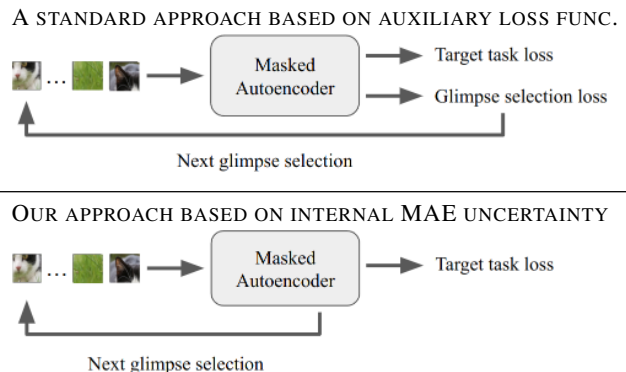 A STANDARD APPROACH BASED ON AUXILIARY LOSS FUNC.
... Masked Autoencoder Target task loss
Glimpse selection loss
Next glimpse selection
OUR APPROACH BASED ON INTERNAL MAE UNCERTAINTY
... Masked Autoencoder Target task loss
Next glimpse selection